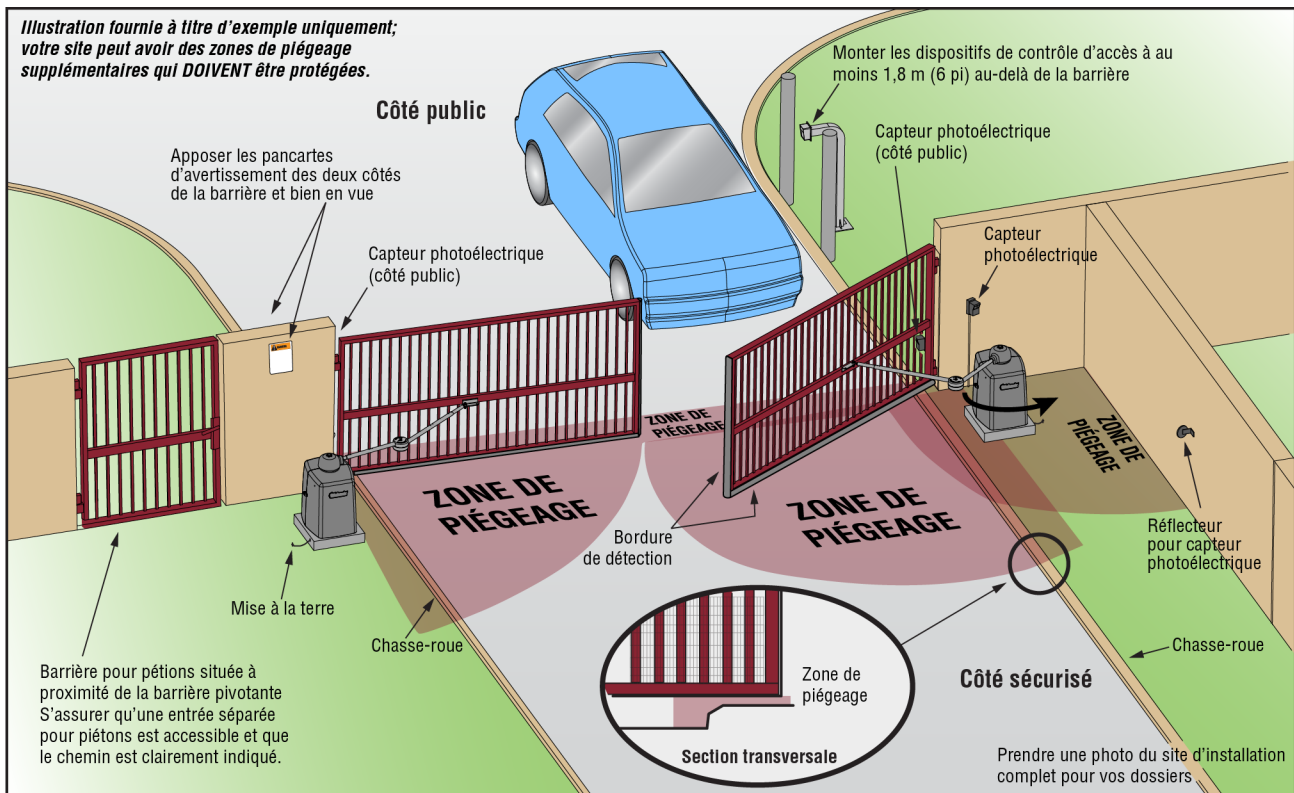 Illustration fournie à titre d'exemple uniquement;
votre site peut avoir des zones de piégeage
supplémentaires qui DOIVENT être protégées.
Monter les dispositifs de contrôle d'accès à au
moins 1,8 m (6 pi) au-delà de la barrière
Côté public
Capteur photoélectrique
(côté public)
Apposer les pancartes
d'avertissement des deux côtés
de la barrière et bien en vue
Capteur photoélectrique
(côté public)
Capteur
photoélectrique
ZONE DE
PIÉGEAGE
ZONE DE
PIÉGEAGE
ZONE DE
PIÉGEAGE
ZONE DE
PIÉGEAGE
Bordure
de détection
Réflecteur
pour capteur
photoélectrique
Mise à la terre
Chasse-roue
Chasse-roue
Zone de
piégeage
Section transversale
Côté sécurisé
Barrière pour pétions située à
proximité de la barrière pivotante
S'assurer qu'une entrée séparée
pour piétons est accessible et que
le chemin est clairement indiqué.
Prendre une photo du site d'installation
complet pour vos dossiers